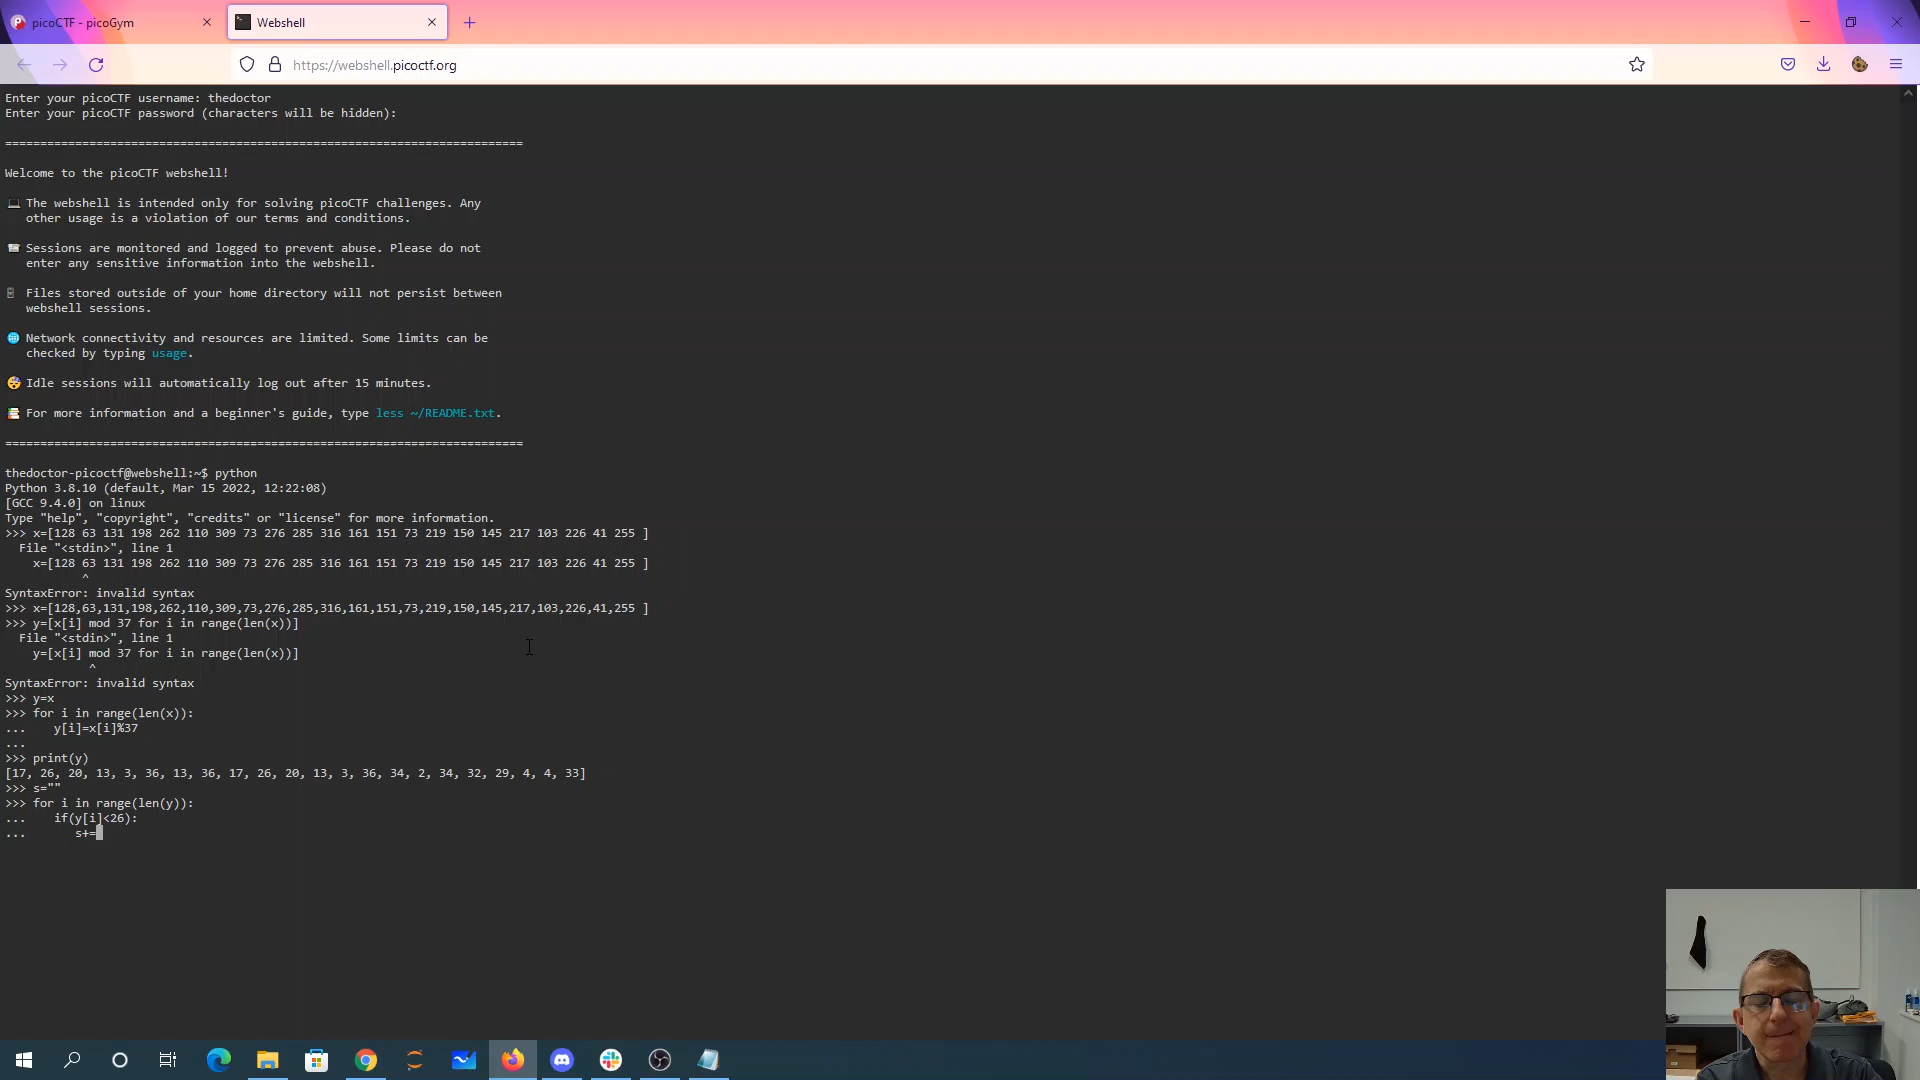 picoCTF - picoGym
Webshell
https://webshell.picoctf.org
Enter your picoCTF username: thedoctor
Enter your picoCTF password (characters will be hidden):
==========================================================================
Welcome to the picoCTF webshell!
The webshell is intended only for solving picoCTF challenges. Any
other usage is a violation of our terms and conditions.
Sessions are monitored and logged to prevent abuse. Please do not
enter any sensitive information into the webshell.
Files stored outside of your home directory will not persist between
webshell sessions.
Network connectivity and resources are limited. Some limits can be
checked by typing usage.
Idle sessions will automatically log out after 15 minutes.
For more information and a beginner's guide, type less ~/README.txt.
==========================================================================
thedoctor-picoctf@webshell:~$ python
Python 3.8.10 (default, Mar 15 2022, 12:22:08)
[GCC 9.4.0] on linux
Type "help", "copyright", "credits" or "license" for more information.
>>> x=[128 63 131 198 262 110 309 73 276 285 316 161 151 73 219 150 145 217 103 226 41 255 ]
File "<stdin>", line 1
x=[128 63 131 198 262 110 309 73 276 285 316 161 151 73 219 150 145 217 103 226 41 255 ]
^
SyntaxError: invalid syntax
>>> x=[128,63,131,198,262,110,309,73,276,285,316,161,151,73,219,150,145,217,103,226,41,255 ]
>>> y=[x[i] mod 37 for i in range(len(x))]
File "<stdin>", line 1
y=[x[i] mod 37 for i in range(len(x))]
^
SyntaxError: invalid syntax
>>> y=x
>>> for i in range(len(x)):
... y[i]=x[i]%37
...
>>> print(y)
[17, 26, 20, 13, 3, 36, 13, 36, 17, 26, 20, 13, 3, 36, 34, 2, 34, 32, 29, 4, 4, 33]
>>> s=""
>>> for i in range(len(y)):
... if(y[i]<26):
... s+=